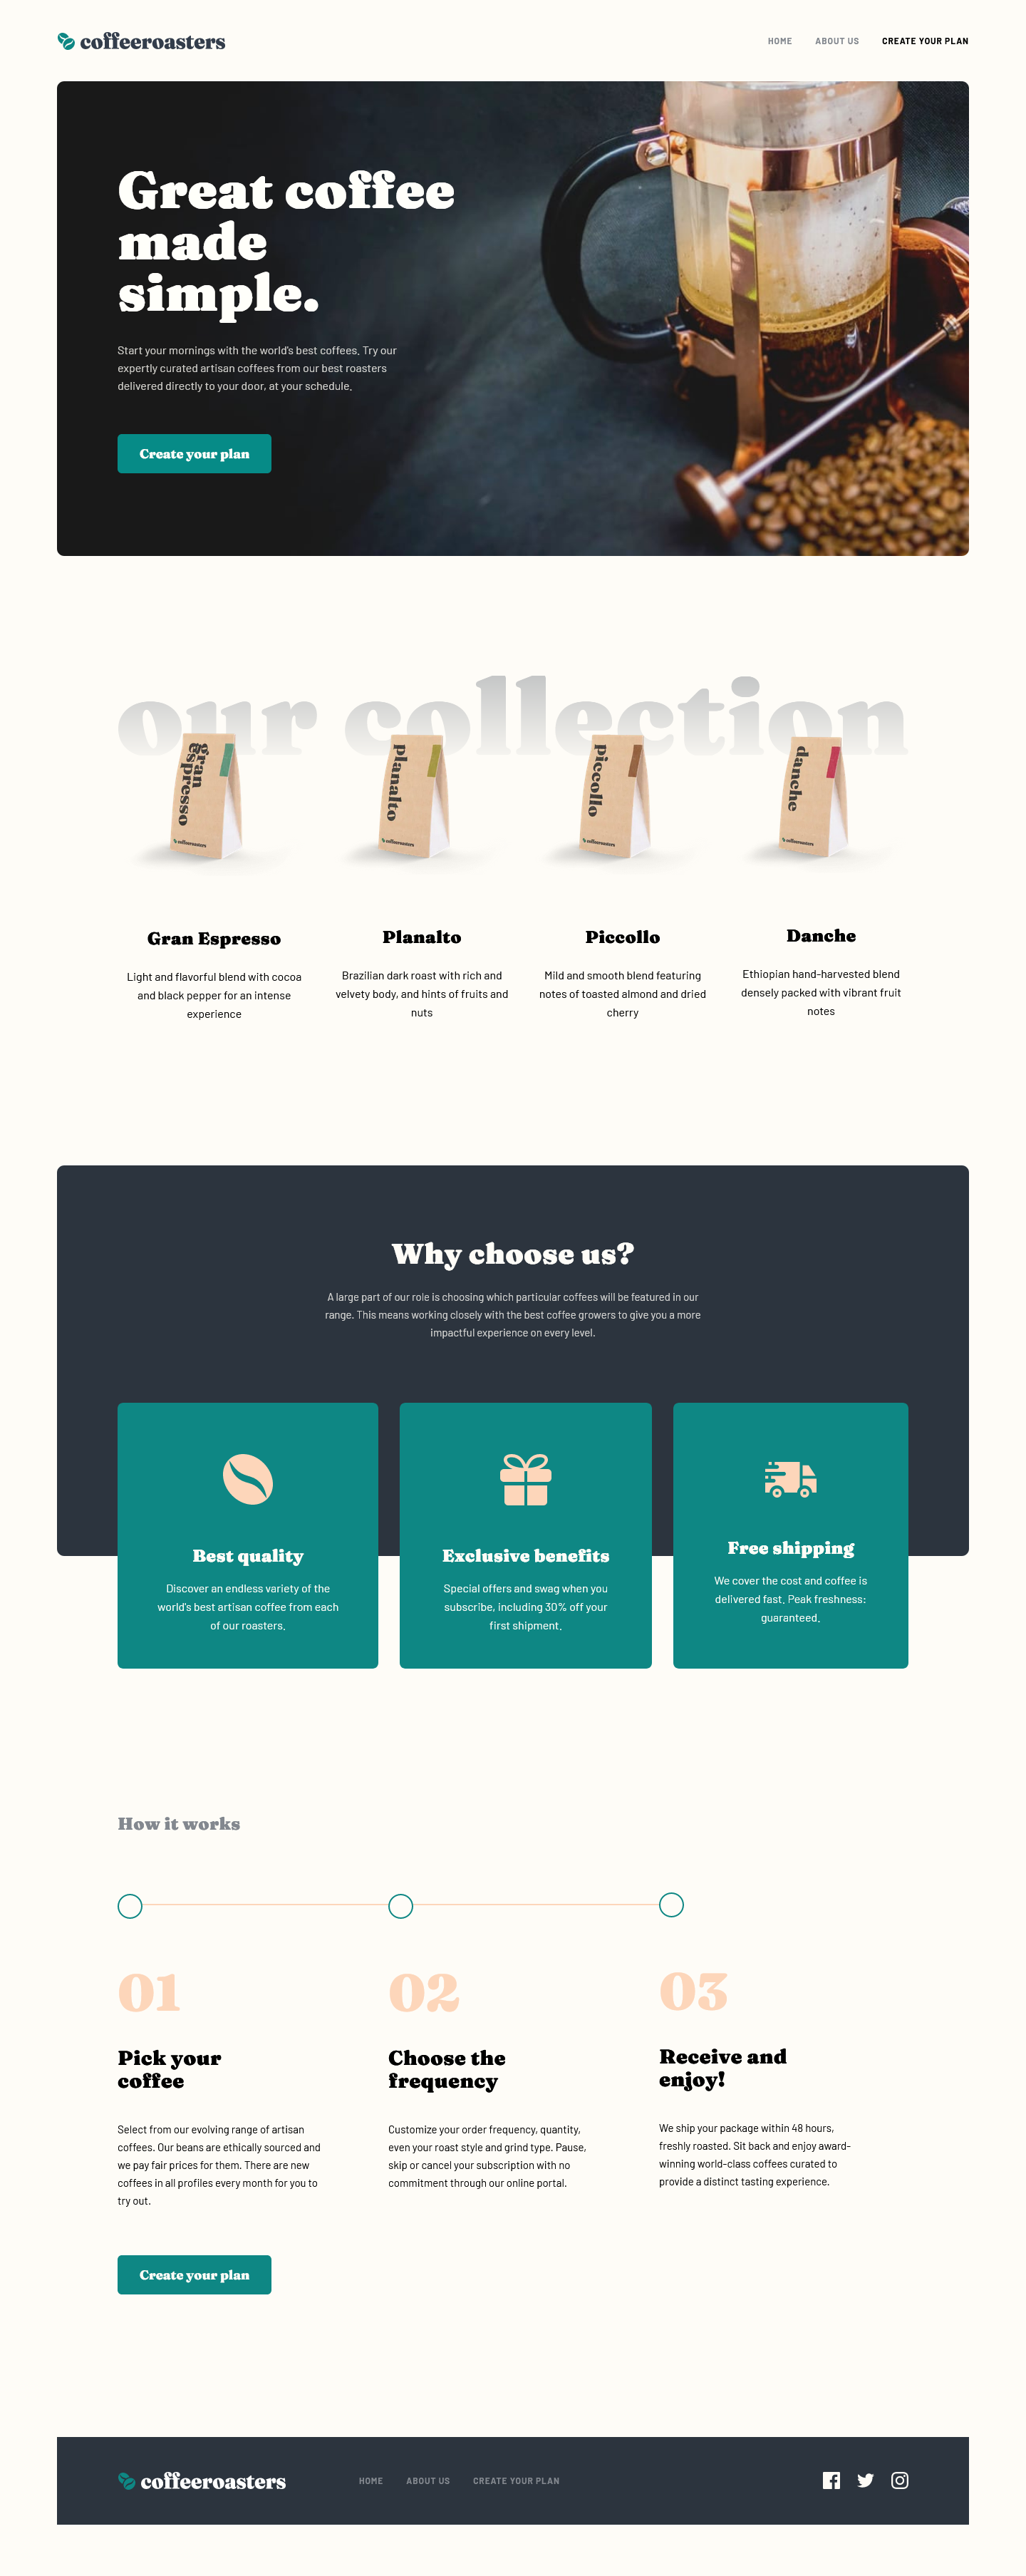 coffeeroasters
HOME ABOUT US CREATE YOUR PLAN
Great coffee
made
simple.
Start your mornings with the world's best coffees. Try our
expertly curated artisan coffees from our best roasters
delivered directly to your door, at your schedule.
Create your plan
our collection
gran
espresso
coffeeroasters
planalto
coffeeroasters
piccollo
coffeeroasters
danche
coffeeroasters
Gran Espresso
Light and flavorful blend with cocoa
and black pepper for an intense
experience
Planalto
Brazilian dark roast with rich and
velvety body, and hints of fruits and
nuts
Piccollo
Mild and smooth blend featuring
notes of toasted almond and dried
cherry
Danche
Ethiopian hand-harvested blend
densely packed with vibrant fruit
notes
Why choose us?
A large part of our role is choosing which particular coffees will be featured in our
range. This means working closely with the best coffee growers to give you a more
impactful experience on every level.
Best quality
Discover an endless variety of the
world's best artisan coffee from each
of our roasters.
Exclusive benefits
Special offers and swag when you
subscribe, including 30% off your
first shipment.
Free shipping
We cover the cost and coffee is
delivered fast. Peak freshness:
guaranteed.
How it works
01
Pick your
coffee
Select from our evolving range of artisan
coffees. Our beans are ethically sourced and
we pay fair prices for them. There are new
coffees in all profiles every month for you to
try out.
02
Choose the
frequency
Customize your order frequency, quantity,
even your roast style and grind type. Pause,
skip or cancel your subscription with no
commitment through our online portal.
03
Receive and
enjoy!
We ship your package within 48 hours,
freshly roasted. Sit back and enjoy award-
winning world-class coffees curated to
provide a distinct tasting experience.
Create your plan
coffeeroasters
HOME ABOUT US CREATE YOUR PLAN